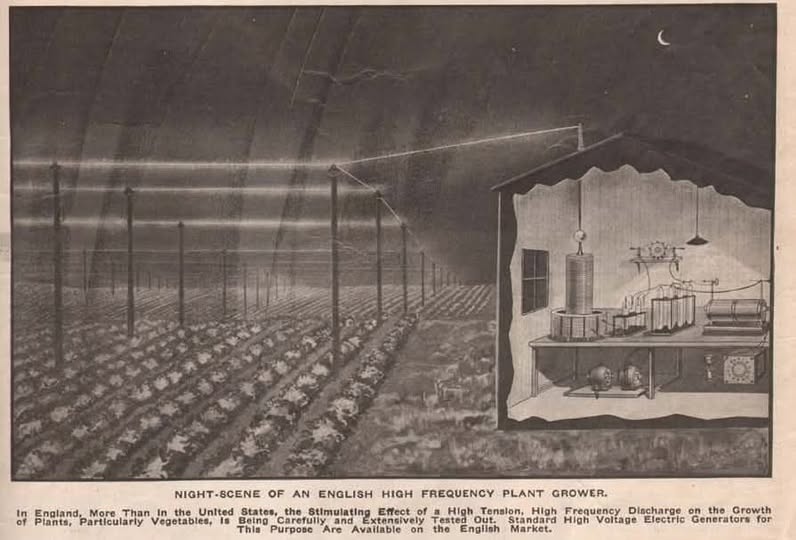 NIGHT-SCENE OF AN ENGLISH HIGH FREQUENCY PLANT GROWER.
In England, More Than in the United States, the Stimulating Effect of a High Tension, High Frequency Discharge on the Growth
of Plants, Particularly Vegetables, Is Being Carefully and Extensively Tested Out. Standard High Voltage Electric Generators for
This Purpose Are Available on the English Market.